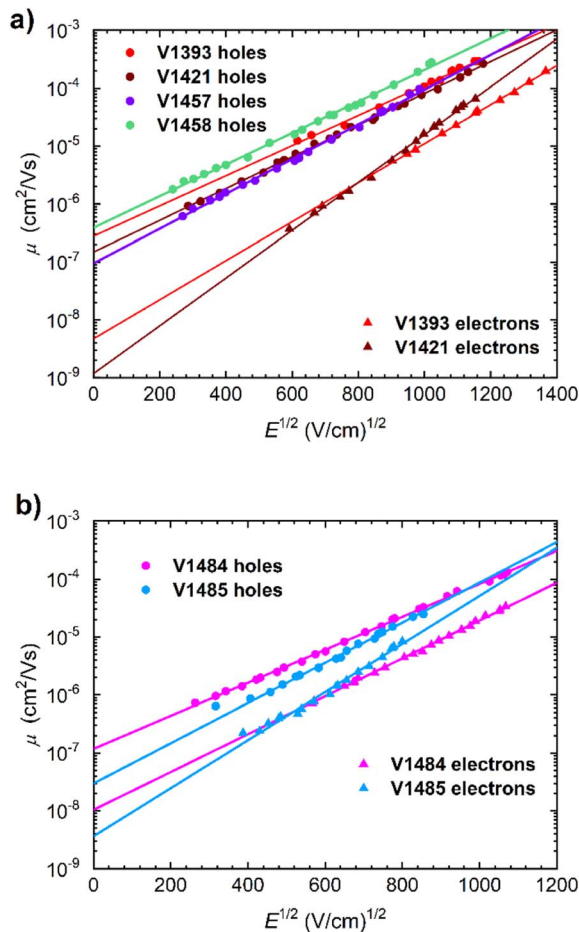 a)
10⁻³
10⁻⁴
10⁻⁵
10⁻⁶
10⁻⁷
10⁻⁸
10⁻⁹
μ (cm²/Vs)
V1393 holes
V1421 holes
V1457 holes
V1458 holes
V1393 electrons
V1421 electrons
0 200 400 600 800 1000 1200 1400
E¹/² (V/cm)¹/²
b)
10⁻³
10⁻⁴
10⁻⁵
10⁻⁶
10⁻⁷
10⁻⁸
10⁻⁹
μ (cm²/Vs)
V1484 holes
V1485 holes
V1484 electrons
V1485 electrons
0 200 400 600 800 1000 1200
E¹/² (V/cm)¹/²